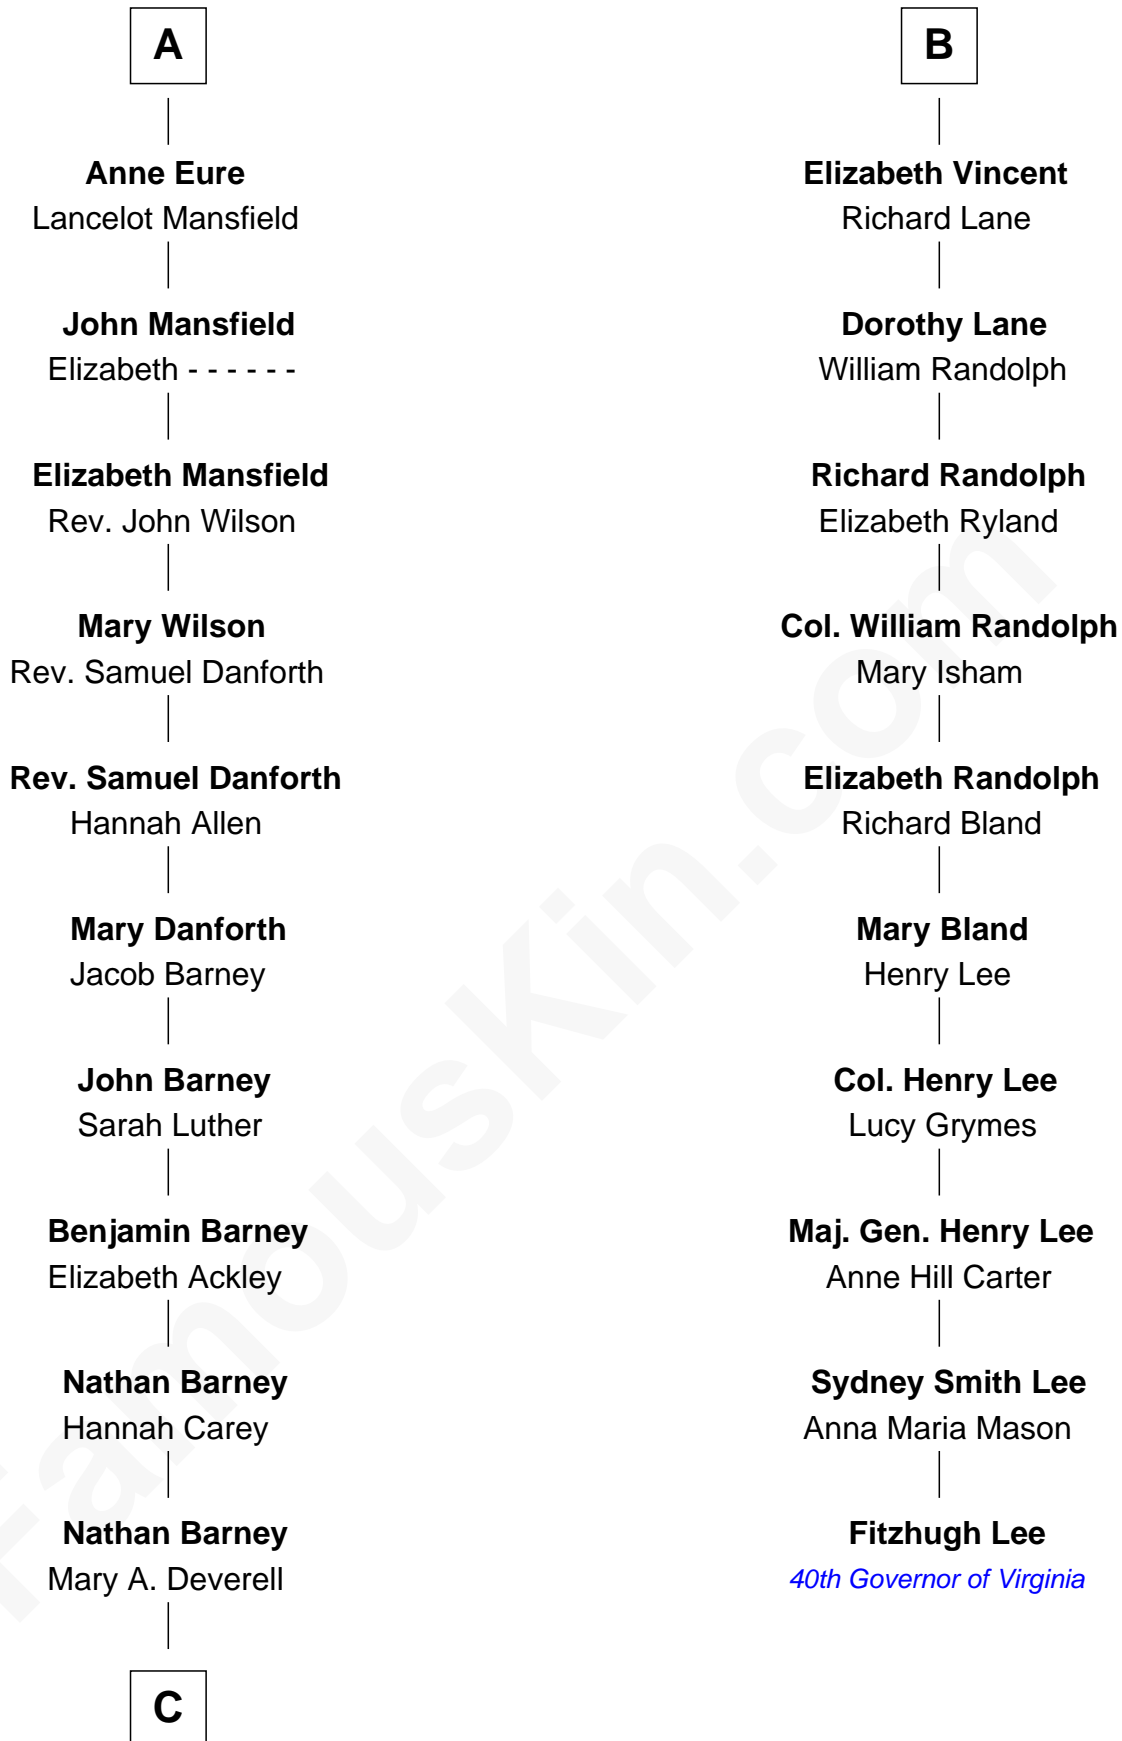 A
Anne Eure
Lancelot Mansfield
John Mansfield
Elizabeth - - - - - -
Elizabeth Mansfield
Rev. John Wilson
Mary Wilson
Rev. Samuel Danforth
Rev. Samuel Danforth
Hannah Allen
Mary Danforth
Jacob Barney
John Barney
Sarah Luther
Benjamin Barney
Elizabeth Ackley
Nathan Barney
Hannah Carey
Nathan Barney
Mary A. Deverell
C
B
Elizabeth Vincent
Richard Lane
Dorothy Lane
William Randolph
Richard Randolph
Elizabeth Ryland
Col. William Randolph
Mary Isham
Elizabeth Randolph
Richard Bland
Mary Bland
Henry Lee
Col. Henry Lee
Lucy Grymes
Maj. Gen. Henry Lee
Anne Hill Carter
Sydney Smith Lee
Anna Maria Mason
Fitzhugh Lee
40th Governor of Virginia
FamousKin.com